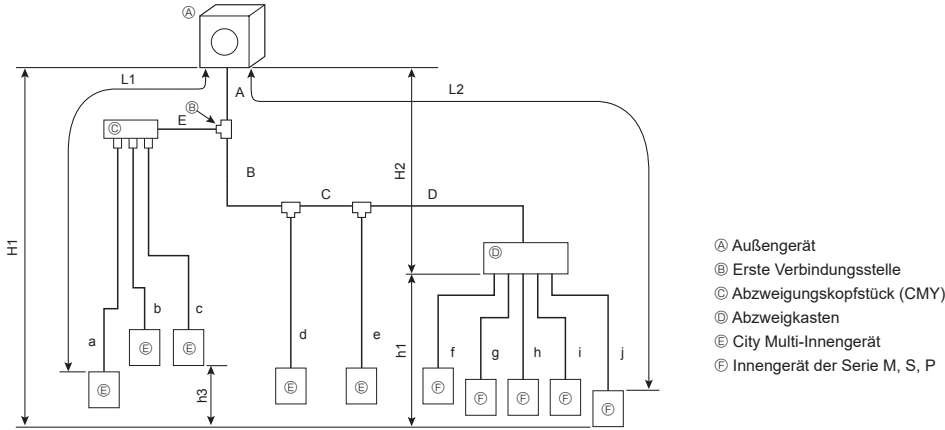 Ⓐ
L1
A
L2
Ⓑ
E
Ⓒ
H2
B
C
D
H1
Ⓓ
a
b
c
d
e
f
g
h
i
j
h1
h3
Ⓔ
Ⓔ
Ⓔ
Ⓔ
Ⓔ
Ⓕ
Ⓕ
Ⓕ
Ⓕ
Ⓕ
Ⓐ Außengerät
Ⓑ Erste Verbindungsstelle
Ⓒ Abzweigungskopfstück (CMY)
Ⓓ Abzweigkasten
Ⓔ City Multi-Innengerät
Ⓕ Innengerät der Serie M, S, P